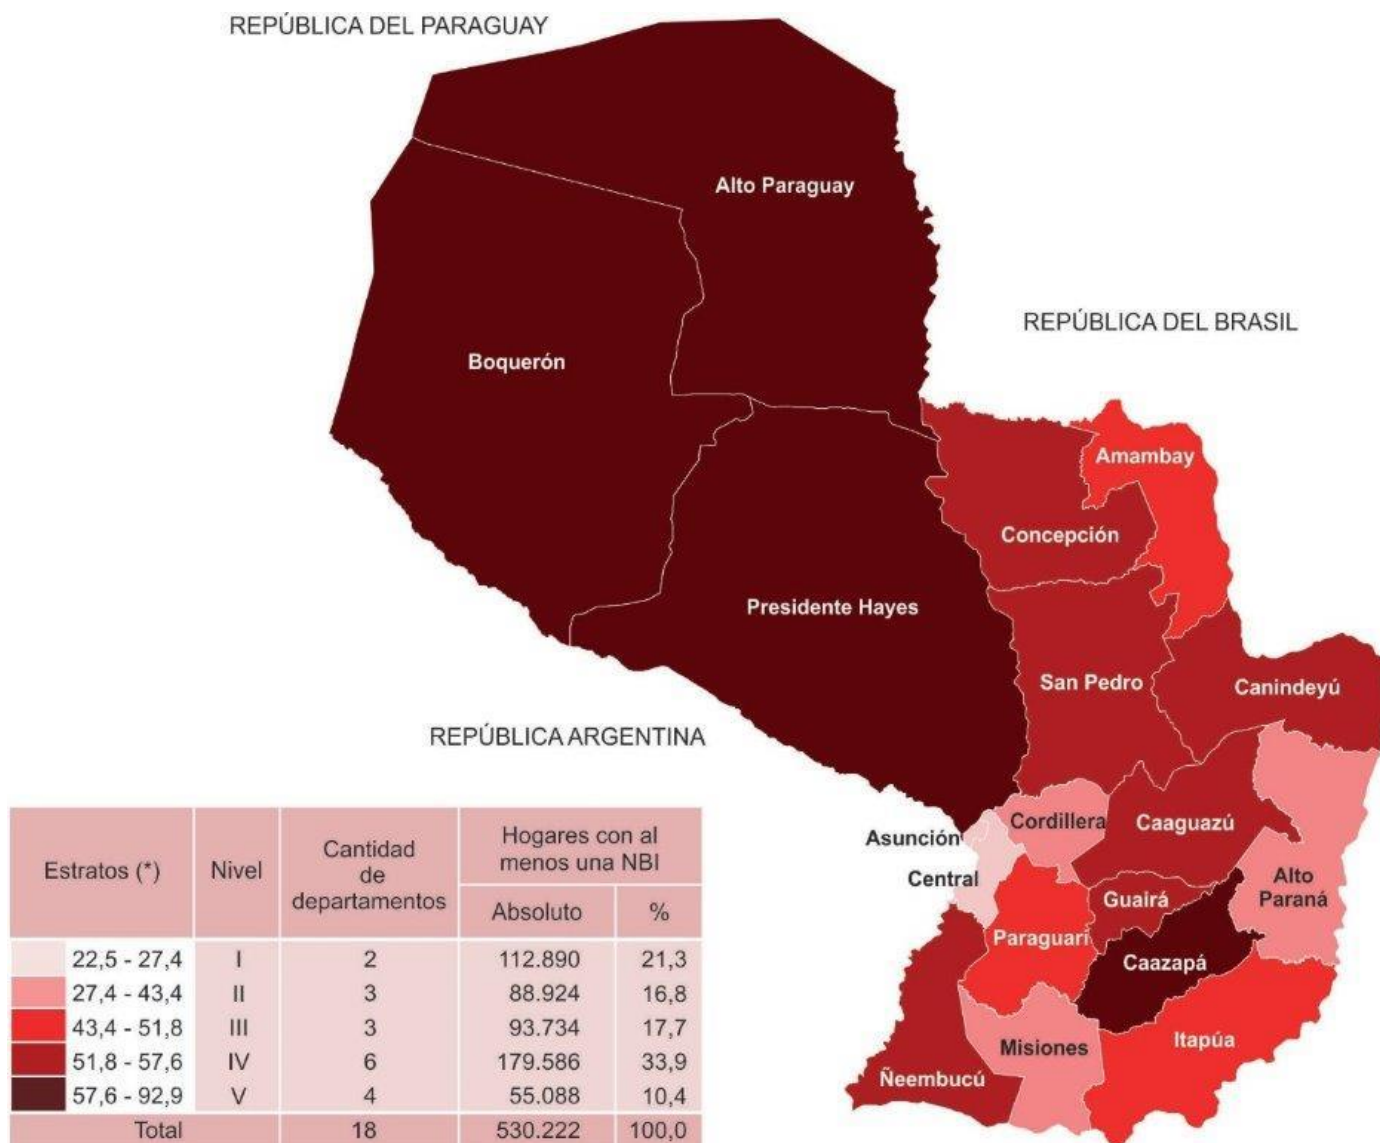 REPÚBLICA DEL PARAGUAY
Alto Paraguay
REPÚBLICA DEL BRASIL
Boquerón
Amambay
Concepción
Presidente Hayes
San Pedro
Canindeyú
REPÚBLICA ARGENTINA
Asunción
Cordillera
Caaguazú
Central
Guairá
Alto
Paraná
Paraguarí
Caazapá
Misiones
Itapúa
Ñeembucú
Estratos (*) Nivel Cantidad de departamentos Hogares con al menos una NBI
Absoluto %
22,5 - 27,4 I 2 112.890 21,3
27,4 - 43,4 II 3 88.924 16,8
43,4 - 51,8 III 3 93.734 17,7
51,8 - 57,6 IV 6 179.586 33,9
57,6 - 92,9 V 4 55.088 10,4
Total 18 530.222 100,0